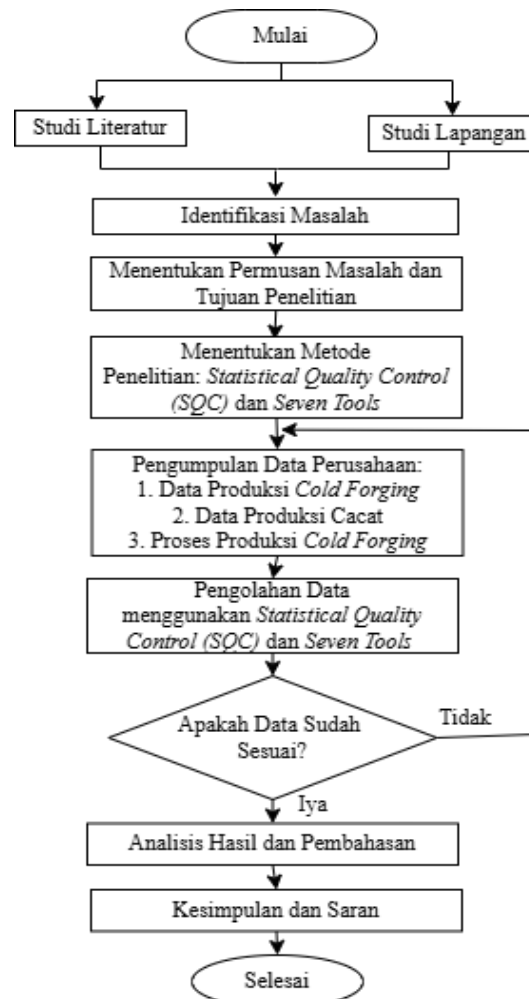 Mulai
Studi Literatur
Studi Lapangan
Identifikasi Masalah
Menentukan Permusan Masalah dan
Tujuan Penelitian
Menentukan Metode
Penelitian: Statistical Quality Control
(SQC) dan Seven Tools
Pengumpulan Data Perusahaan:
1. Data Produksi Cold Forging
2. Data Produksi Cacat
3. Proses Produksi Cold Forging
Pengolahan Data
menggunakan Statistical Quality
Control (SQC) dan Seven Tools
Apakah Data Sudah
Sesuai?
Tidak
Iya
Analisis Hasil dan Pembahasan
Kesimpulan dan Saran
Selesai